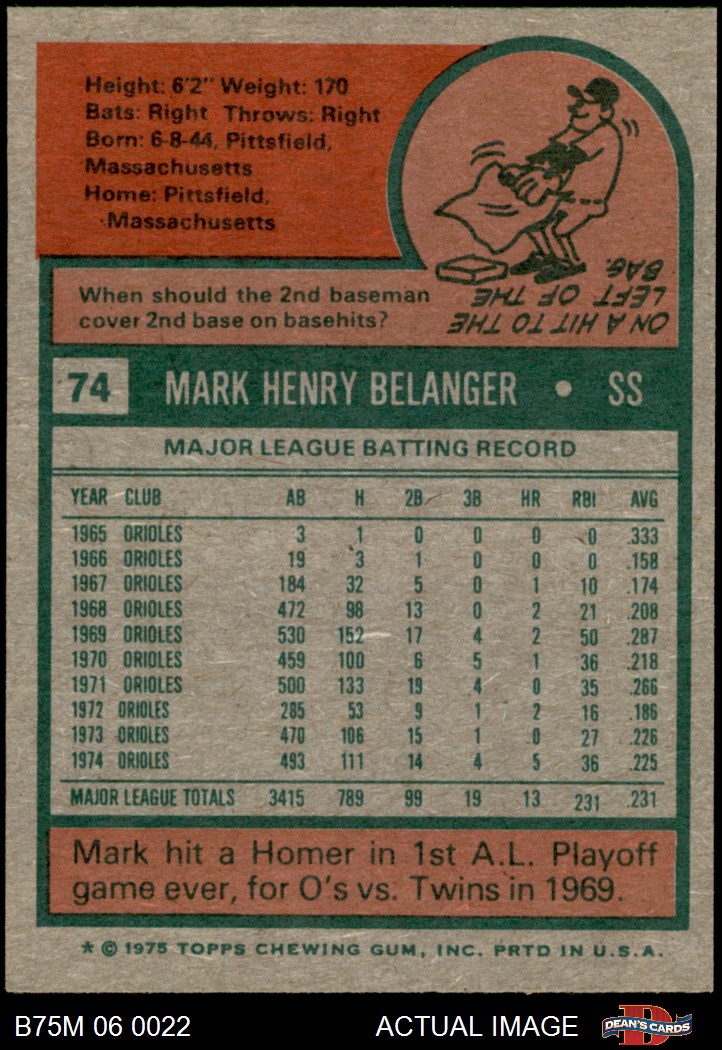 Height: 6'2" Weight: 170
Bats: Right Throws: Right
Born: 6-8-44, Pittsfield,
Massachusetts
Home: Pittsfield,
Massachusetts
When should the 2nd baseman
cover 2nd base on basehits?
ON A HIT TO THE
LEFT OF THE
BAG.
74 MARK HENRY BELANGER • SS
MAJOR LEAGUE BATTING RECORD
YEAR CLUB AB H 2B 3B HR RBI AVG
1965 ORIOLES 3 1 0 0 0 0 .333
1966 ORIOLES 19 3 1 0 0 0 .158
1967 ORIOLES 184 32 5 0 1 10 .174
1968 ORIOLES 472 98 13 0 2 21 .208
1969 ORIOLES 530 152 17 4 2 50 .287
1970 ORIOLES 459 100 6 5 1 36 .218
1971 ORIOLES 500 133 19 4 0 35 .266
1972 ORIOLES 285 53 9 1 2 16 .186
1973 ORIOLES 470 106 15 1 0 27 .226
1974 ORIOLES 493 111 14 4 5 36 .225
MAJOR LEAGUE TOTALS 3415 789 99 19 13 231 .231
Mark hit a Homer in 1st A.L. Playoff
game ever, for O's vs. Twins in 1969.
* © 1975 TOPPS CHEWING GUM, INC. PRTD IN U.S.A.
B75M 06 0022 ACTUAL IMAGE D DEAN'S CARDS